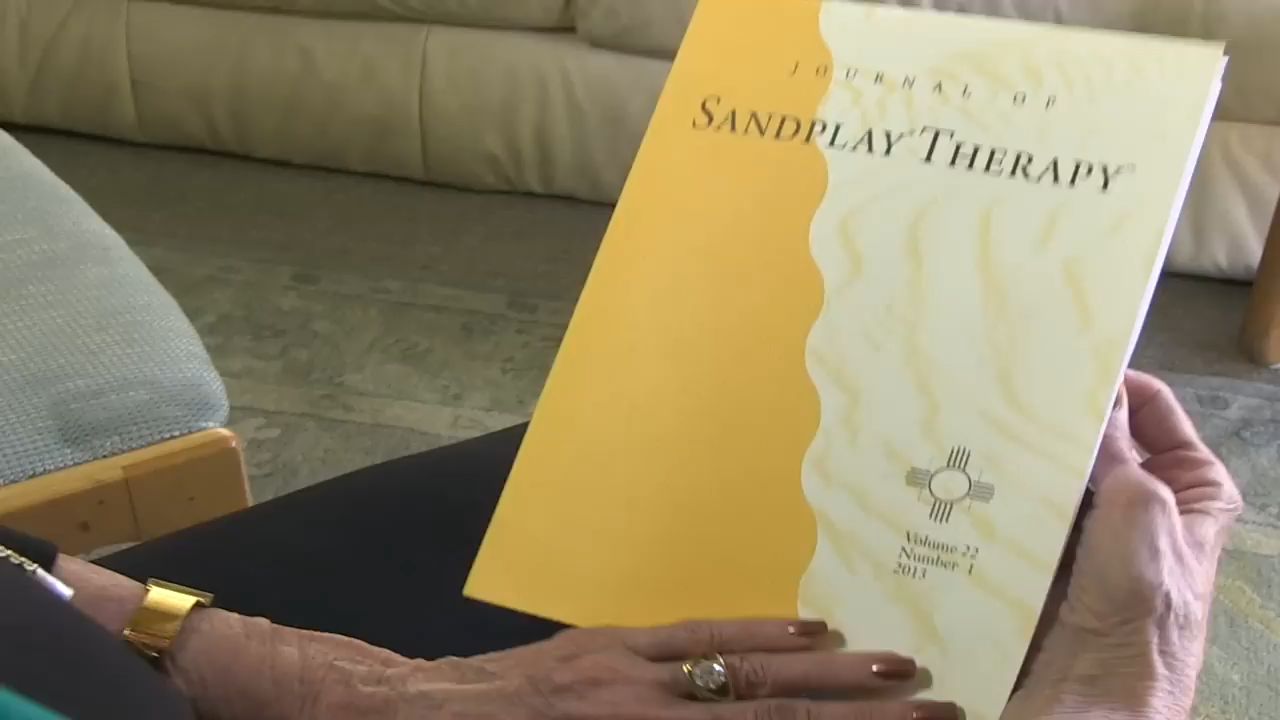 JOURNAL OF
SANDPLAY® THERAPY®
Volume 22
Number 1
2013